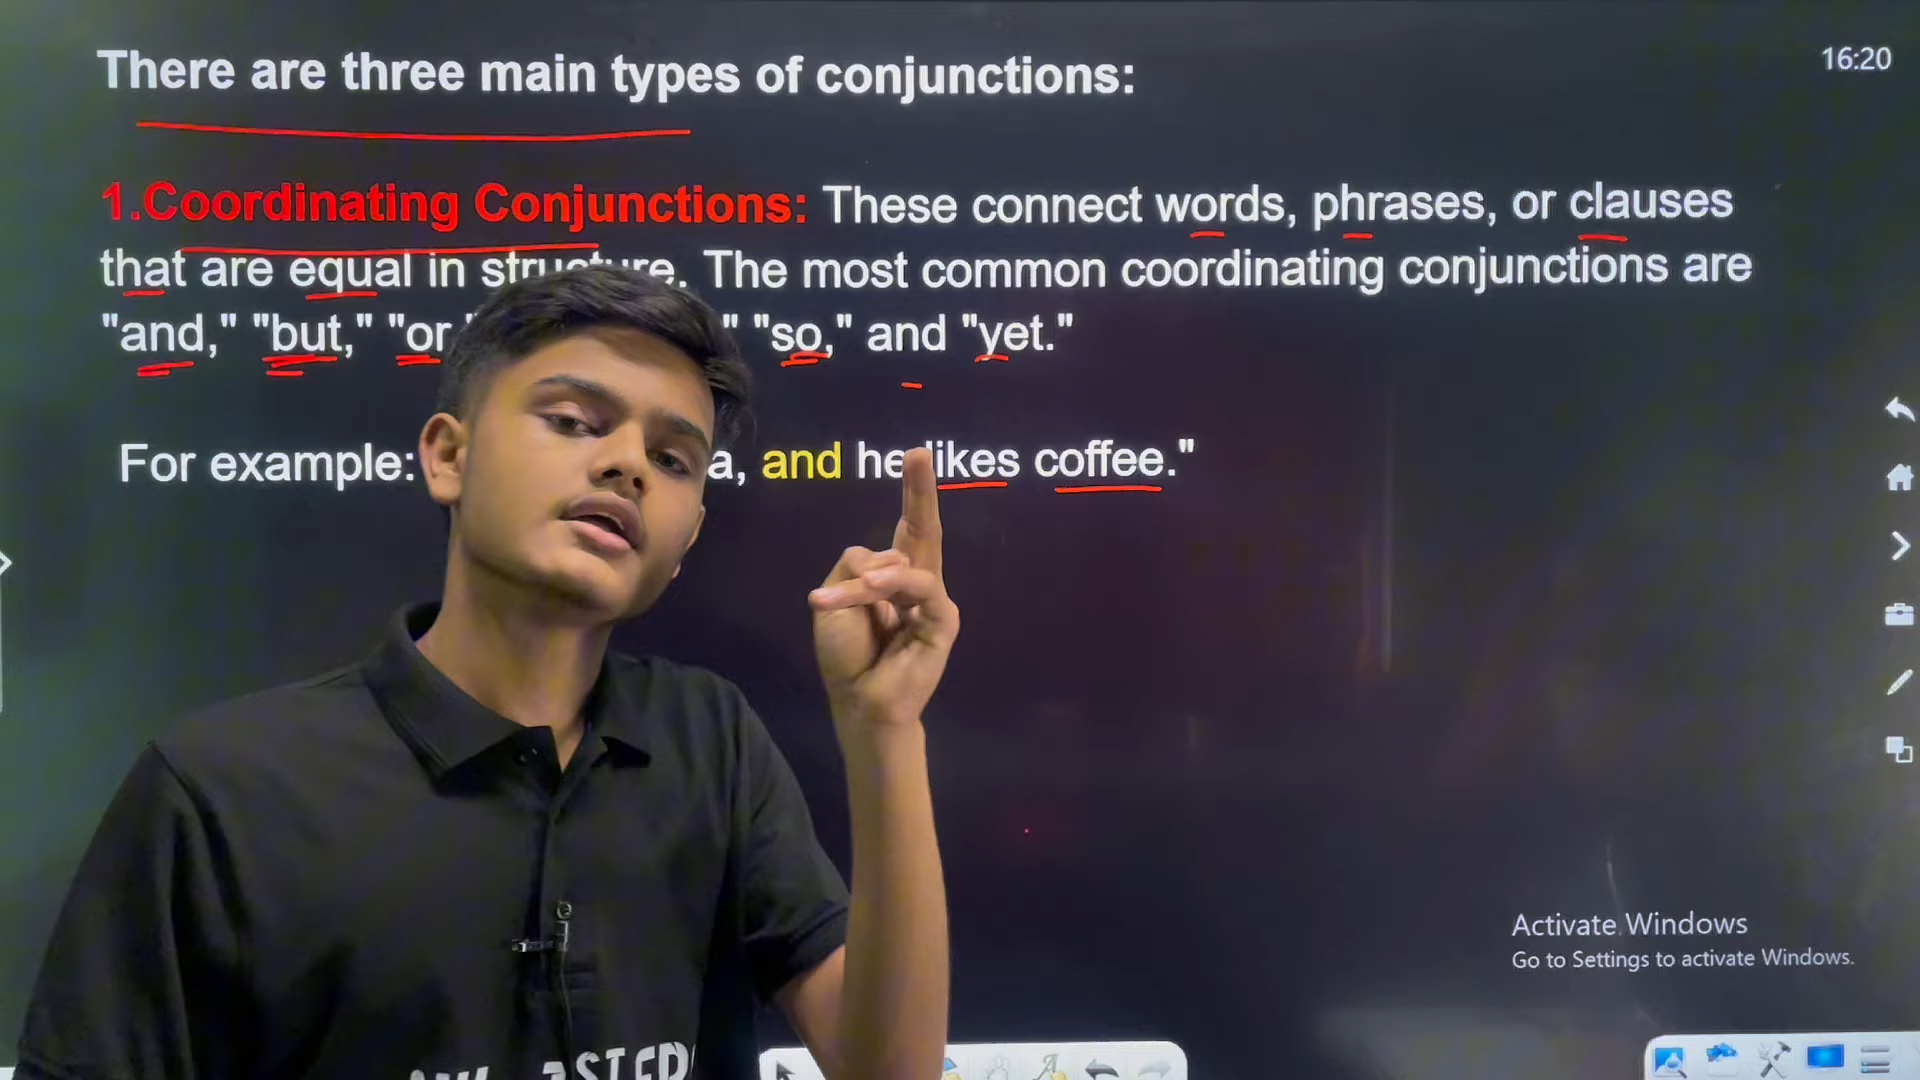 There are three main types of conjunctions:
16:20
1.Coordinating Conjunctions: These connect words, phrases, or clauses
that are equal in structure. The most common coordinating conjunctions are
"and," "but," "or " "so," and "yet."
For example: a, and he likes coffee."
Activate Windows
Go to Settings to activate Windows.